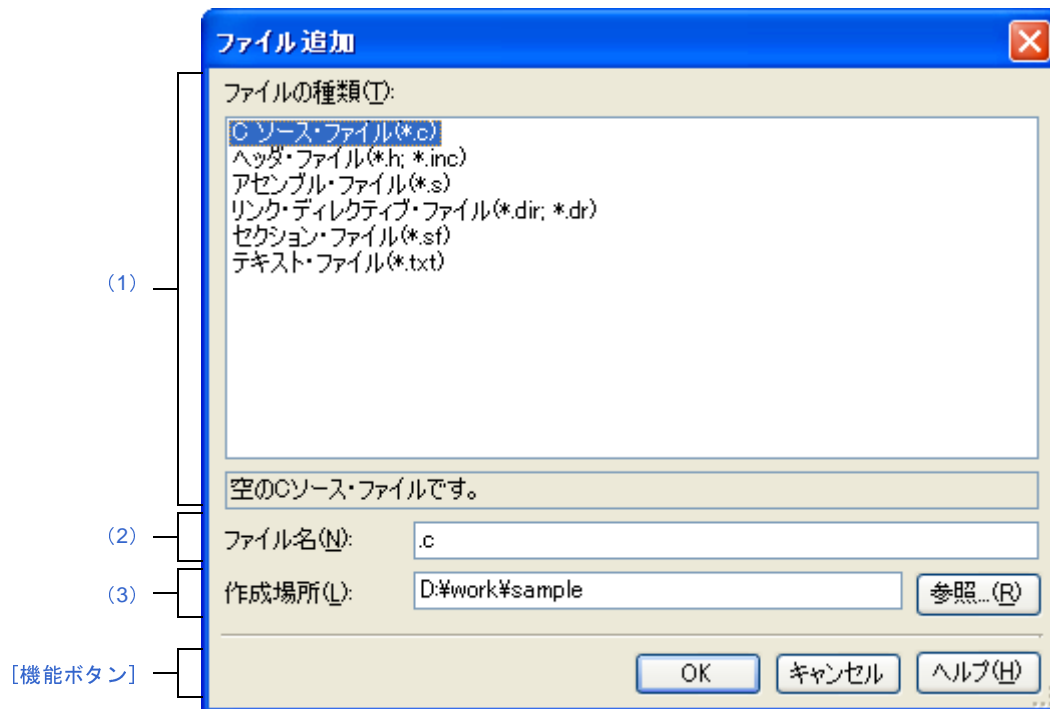 ファイル追加
ファイルの種類(T):
C ソース・ファイル(*.c)
ヘッダ・ファイル(*.h; *.inc)
アセンブル・ファイル(*.s)
リンク・ディレクティブ・ファイル(*.dir; *.dr)
セクション・ファイル(*.sf)
テキスト・ファイル(*.txt)
(1)
空のCソース・ファイルです。
(2)
ファイル名(N):
.c
(3)
作成場所(L):
D:¥work¥sample
参照...(R)
[機能ボタン]
OK
キャンセル
ヘルプ(H)